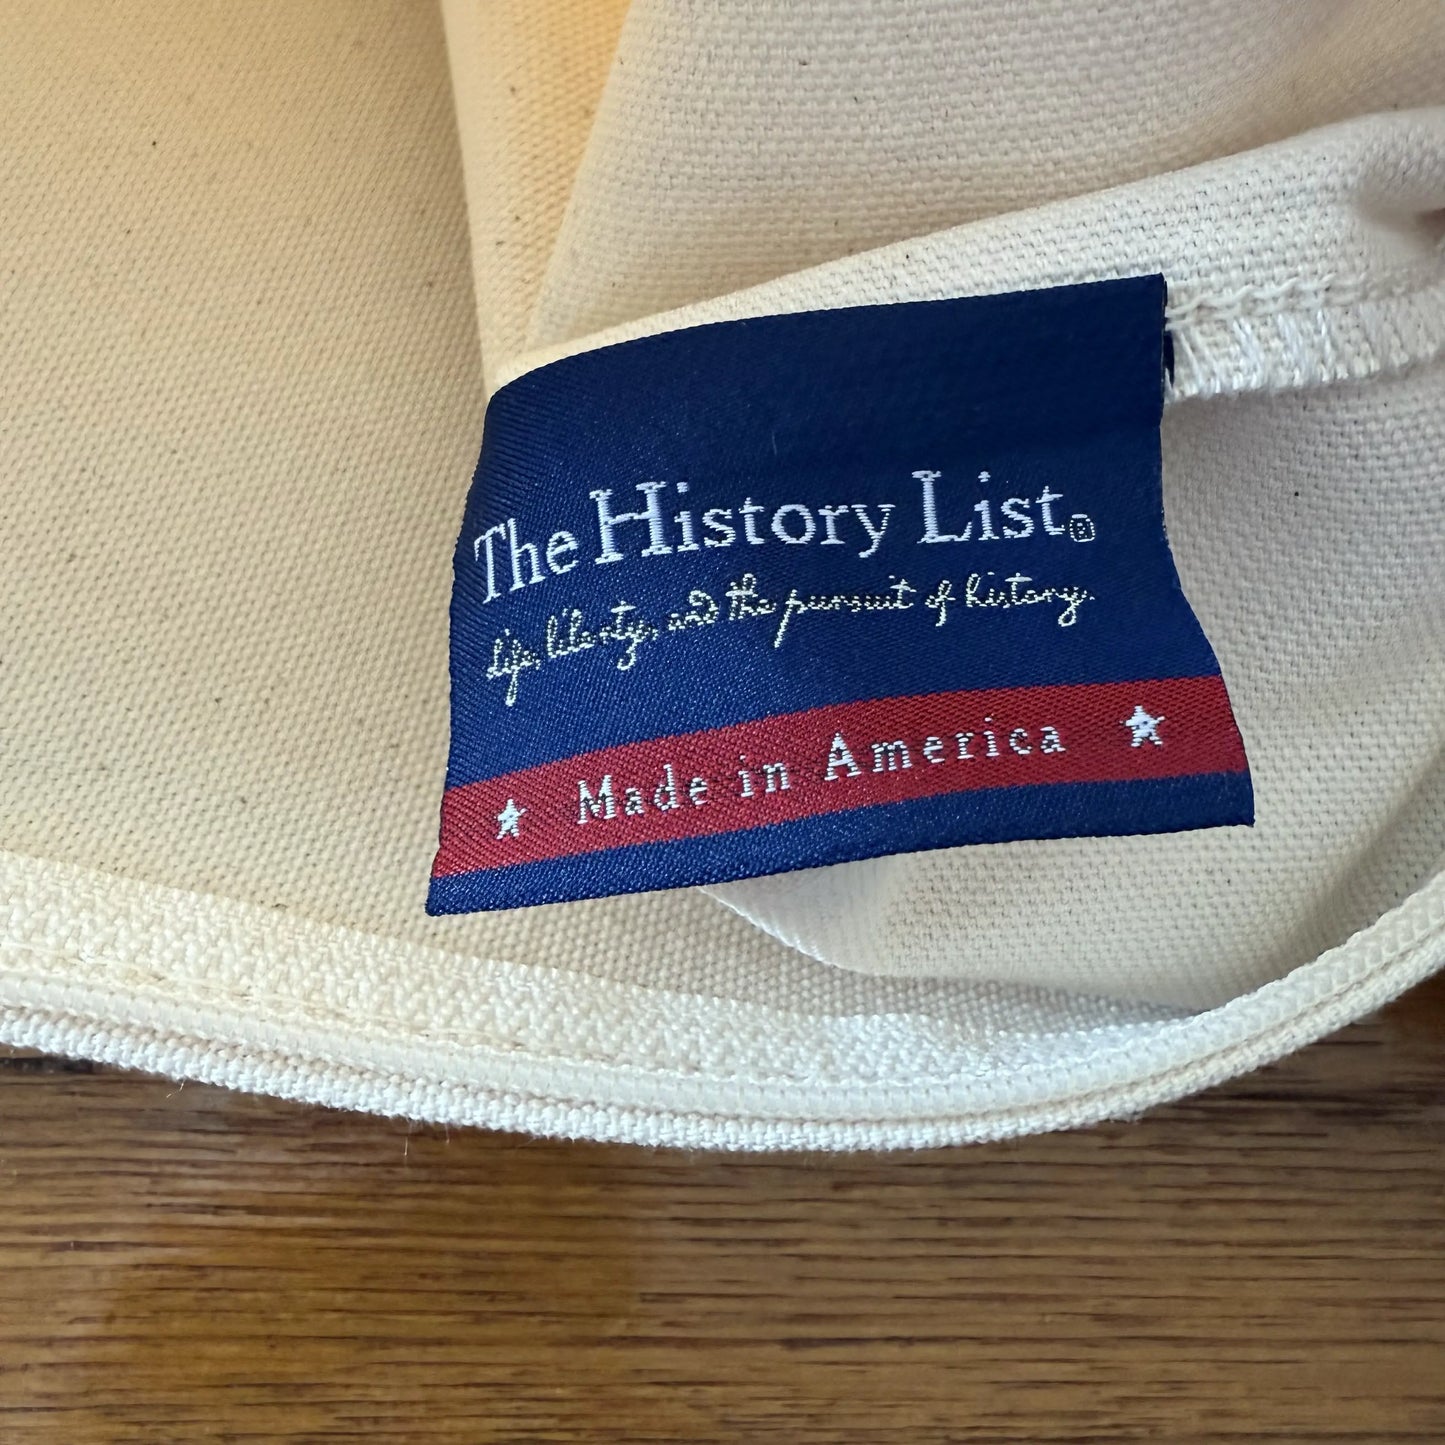 The History List®
Life, liberty, and the pursuit of history.
Made in America